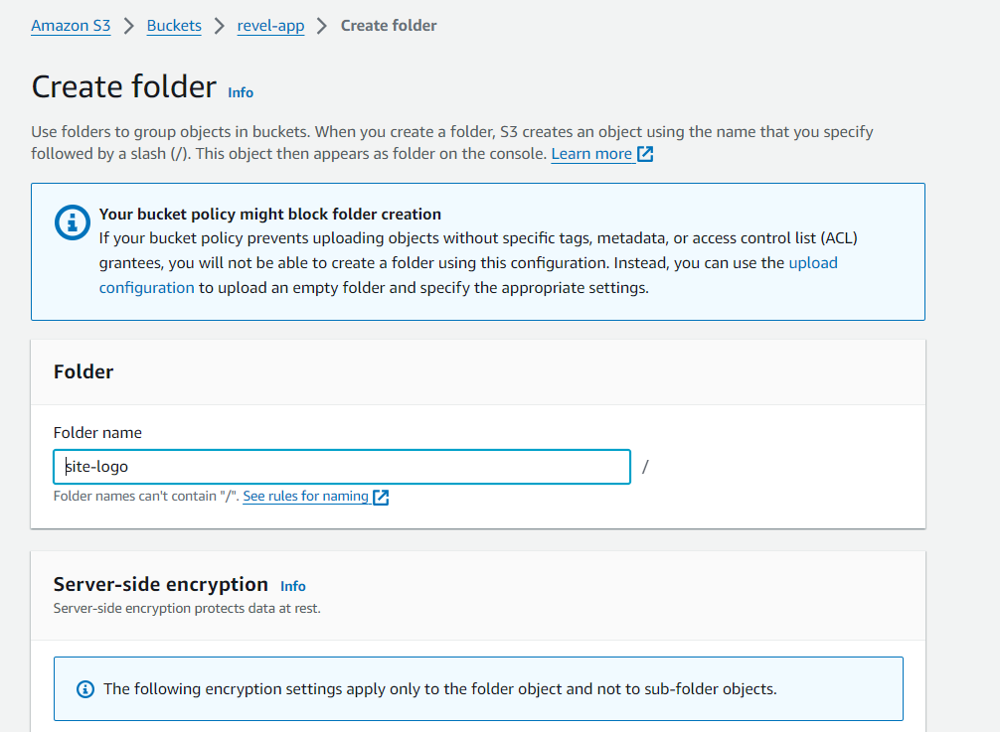 Amazon S3 > Buckets > revel-app > Create folder
Create folder Info
Use folders to group objects in buckets. When you create a folder, S3 creates an object using the name that you specify
followed by a slash (/). This object then appears as folder on the console. Learn more
Your bucket policy might block folder creation
If your bucket policy prevents uploading objects without specific tags, metadata, or access control list (ACL)
grantees, you will not be able to create a folder using this configuration. Instead, you can use the upload
configuration to upload an empty folder and specify the appropriate settings.
Folder
Folder name
site-logo /
Folder names can't contain "/". See rules for naming
Server-side encryption Info
Server-side encryption protects data at rest.
The following encryption settings apply only to the folder object and not to sub-folder objects.